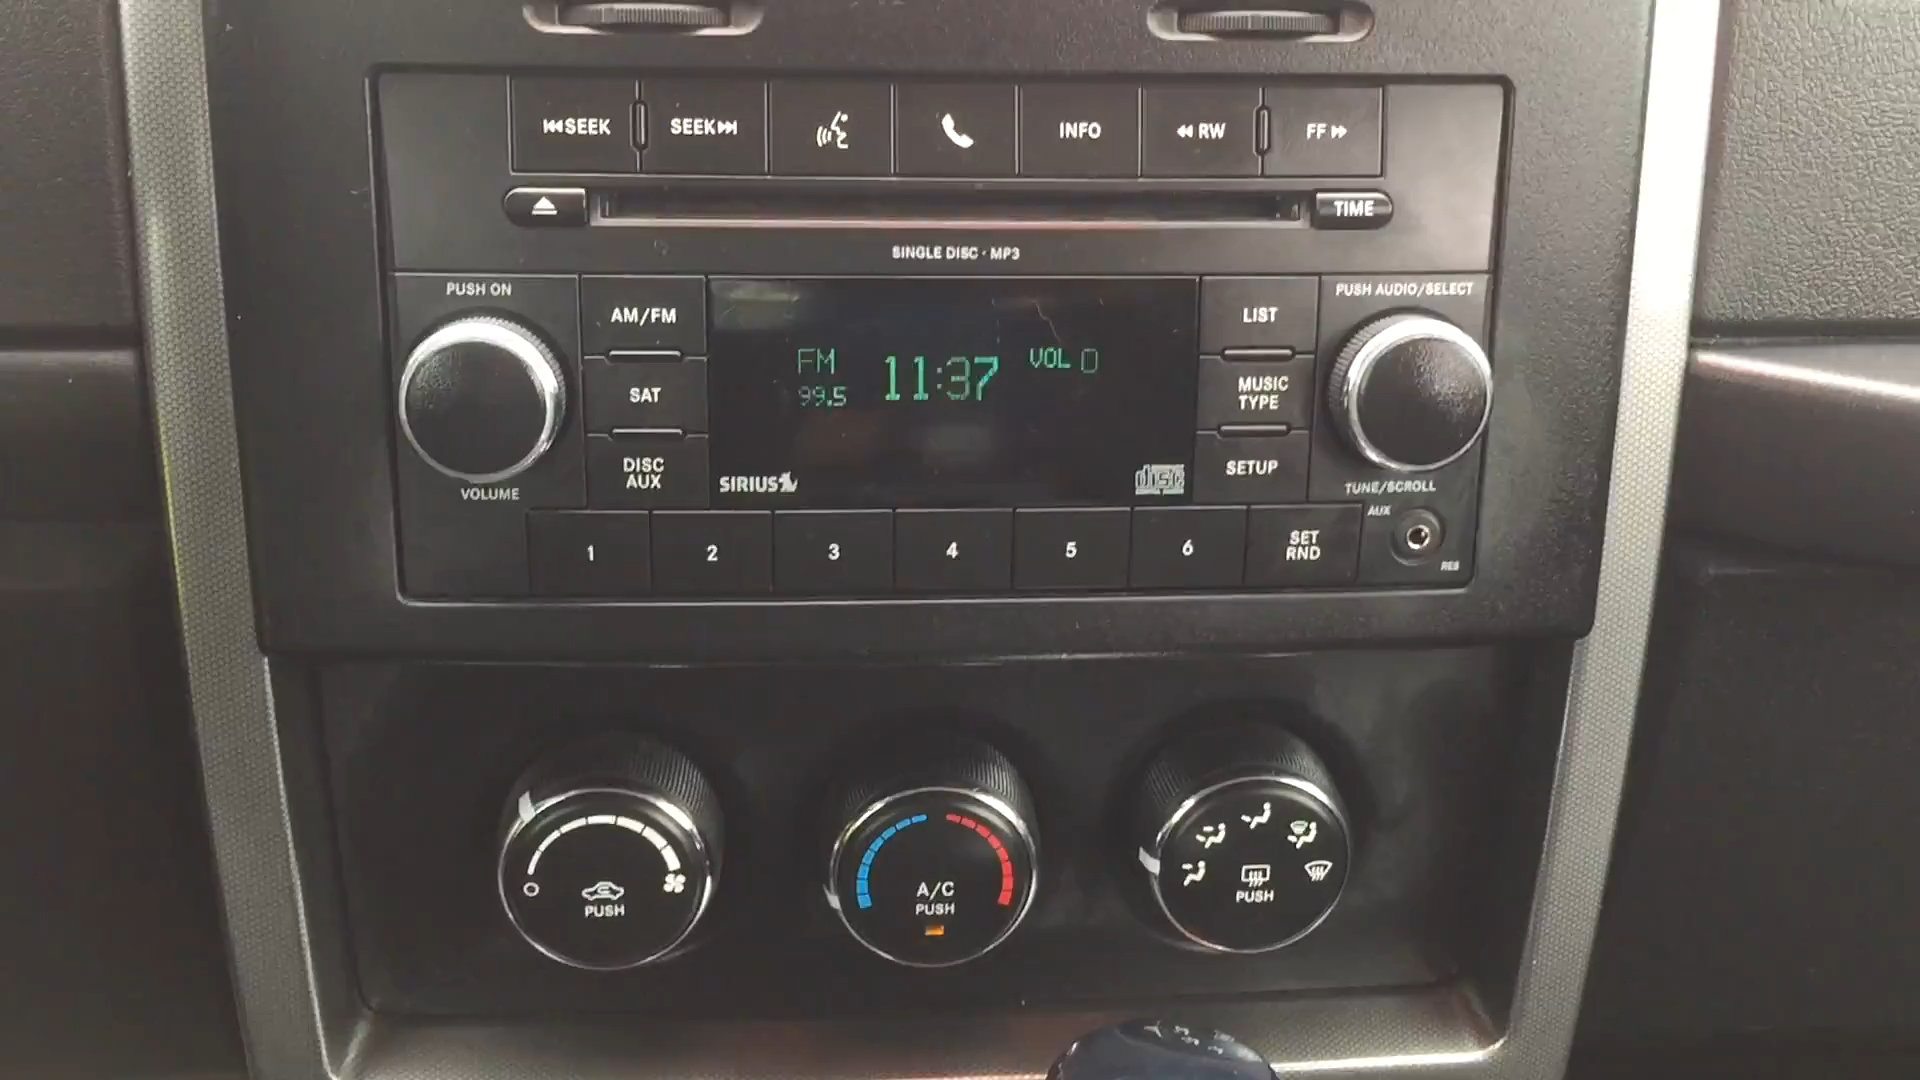 SEEK
SEEK
INFO
RW
FF
TIME
SINGLE DISC · MP3
PUSH ON
AM/FM
LIST
PUSH AUDIO/SELECT
FM 11:37 VOL 0
99.5
SAT
MUSIC
TYPE
DISC
AUX
SIRIUS
disc
SETUP
VOLUME
TUNE/SCROLL
AUX
1
2
3
4
5
6
SET
RND
PUSH
A/C
PUSH
PUSH